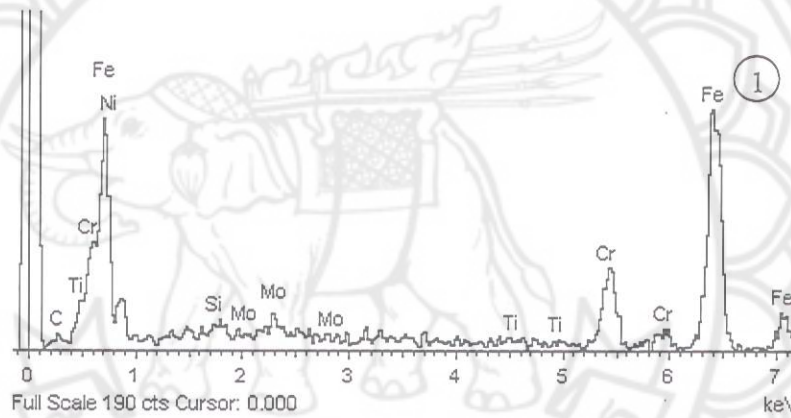 Fe
Fe
1
Ni
Cr
Cr
Ti
Si
Mo
C
Mo
Mo
Ti
Ti
Cr
Fe
0 1 2 3 4 5 6 7
Full Scale 190 cts Cursor: 0.000
keV